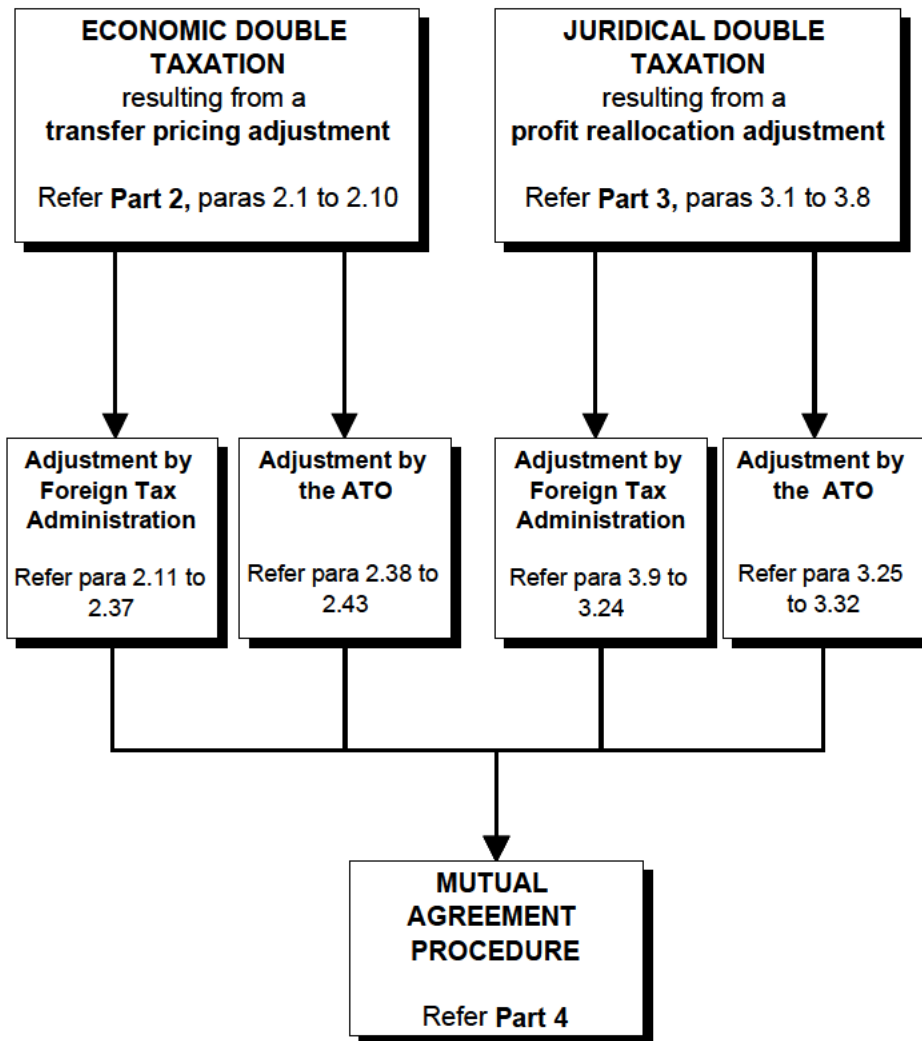 ECONOMIC DOUBLE
TAXATION
resulting from a
transfer pricing adjustment
Refer Part 2, paras 2.1 to 2.10
JURIDICAL DOUBLE
TAXATION
resulting from a
profit reallocation adjustment
Refer Part 3, paras 3.1 to 3.8
Adjustment by
Foreign Tax
Administration
Refer para 2.11 to
2.37
Adjustment by
the ATO
Refer para 2.38 to
2.43
Adjustment by
Foreign Tax
Administration
Refer para 3.9 to
3.24
Adjustment by
the ATO
Refer para 3.25
to 3.32
MUTUAL
AGREEMENT
PROCEDURE
Refer Part 4